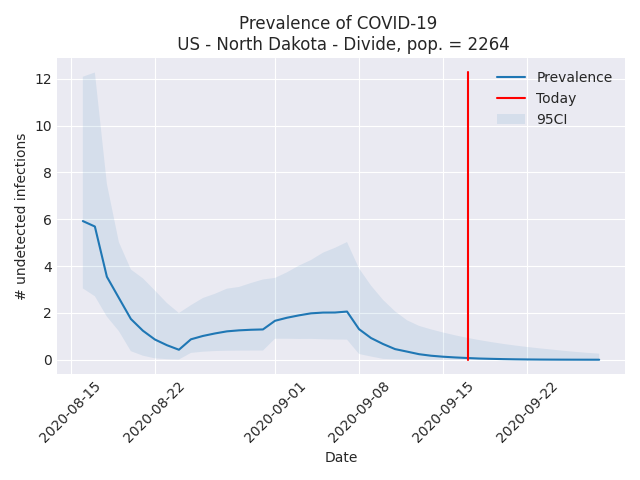 Prevalence of COVID-19
US - North Dakota - Divide, pop. = 2264
Prevalence
Today
95CI
# undetected infections
12
10
8
6
4
2
0
2020-08-15
2020-08-22
2020-09-01
2020-09-08
2020-09-15
2020-09-22
Date